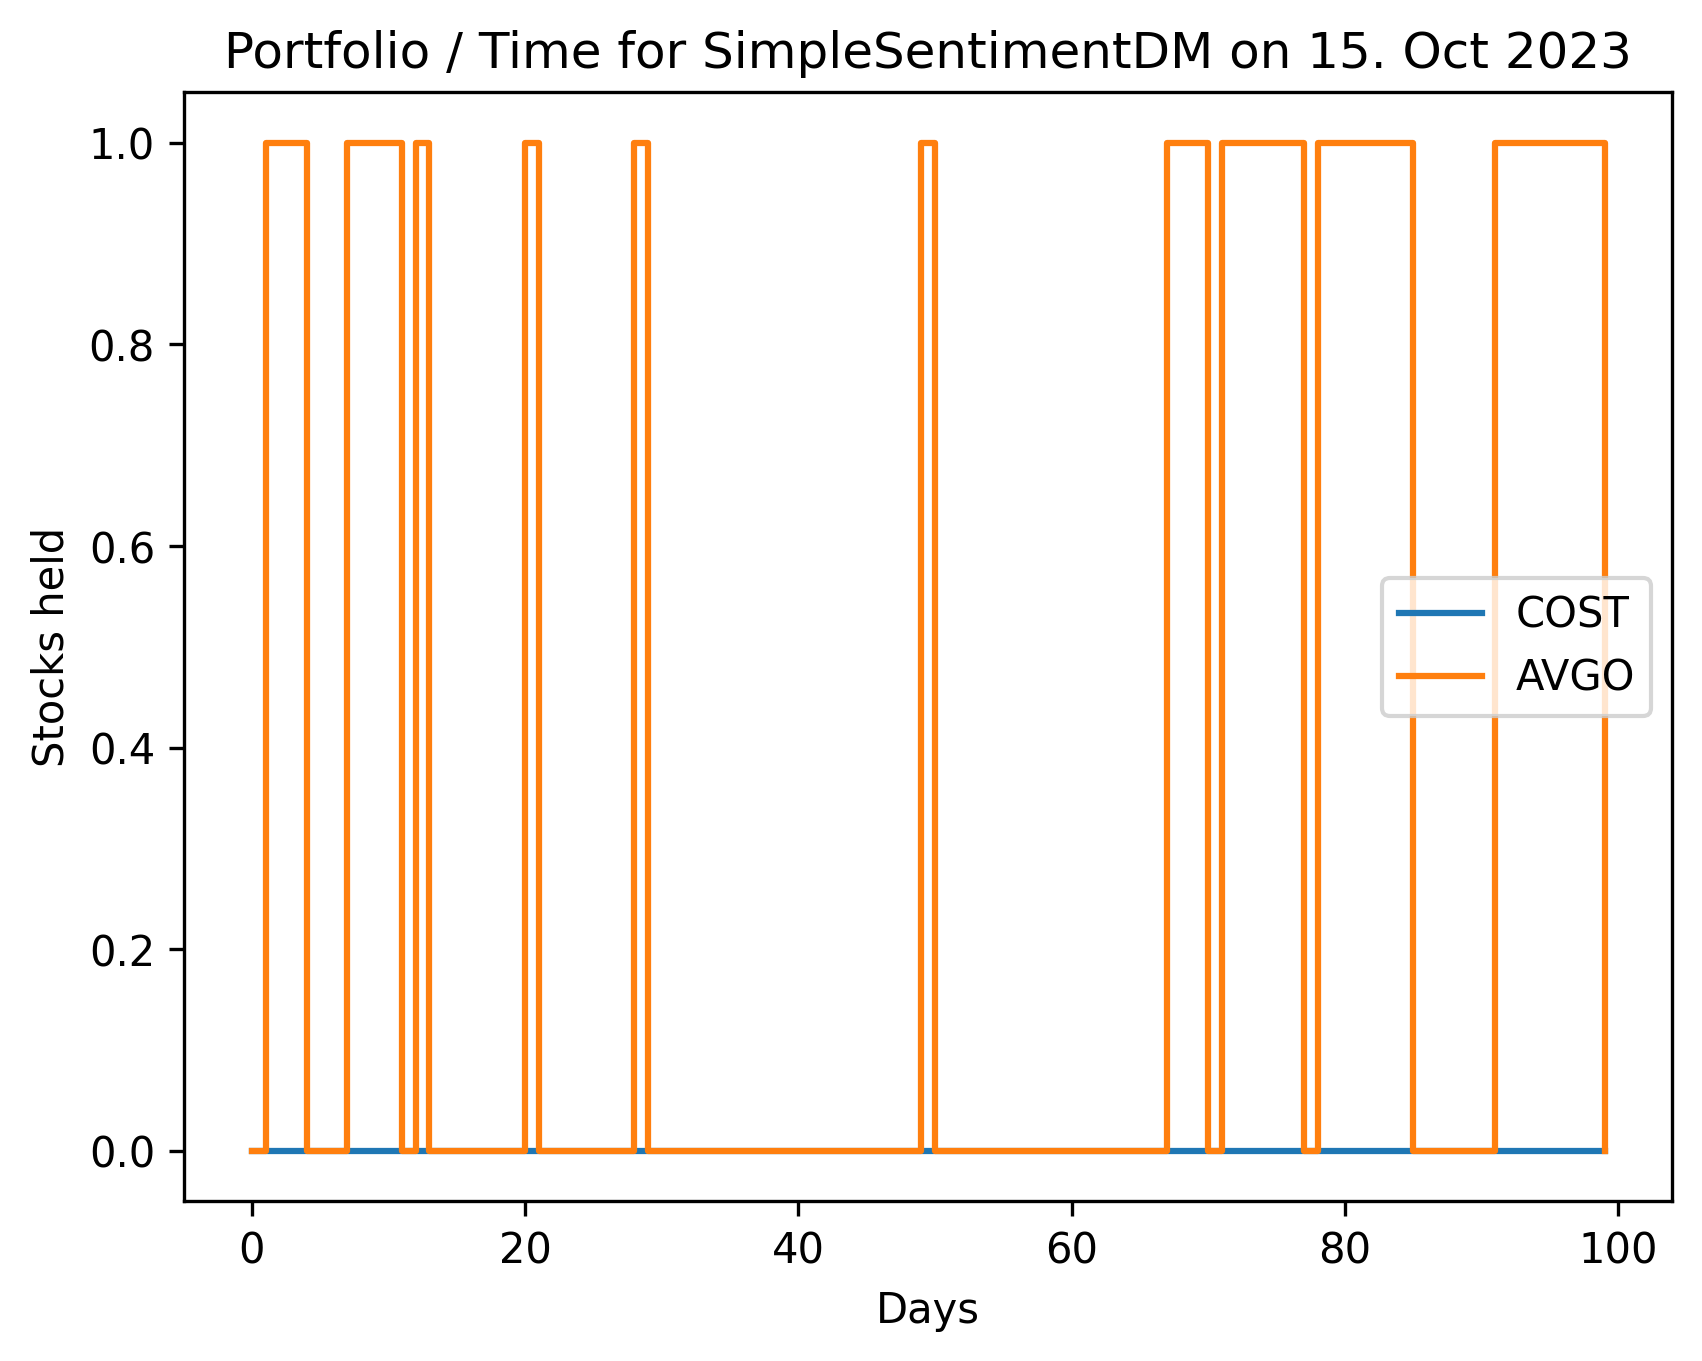 Portfolio / Time for SimpleSentimentDM on 15. Oct 2023
1.0
0.8
0.6
0.4
0.2
0.0
Stocks held
COST
AVGO
0 20 40 60 80 100
Days